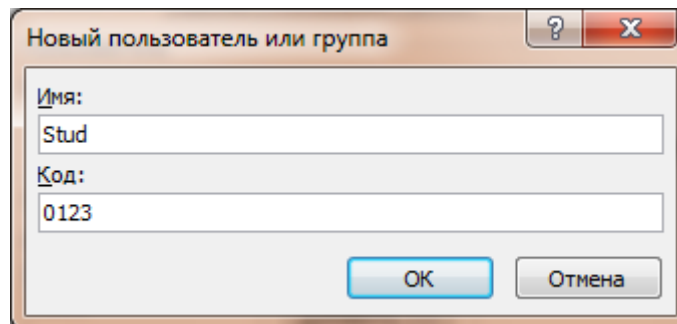 Новый пользователь или группа
Имя:
Stud
Код:
0123
OK
Отмена